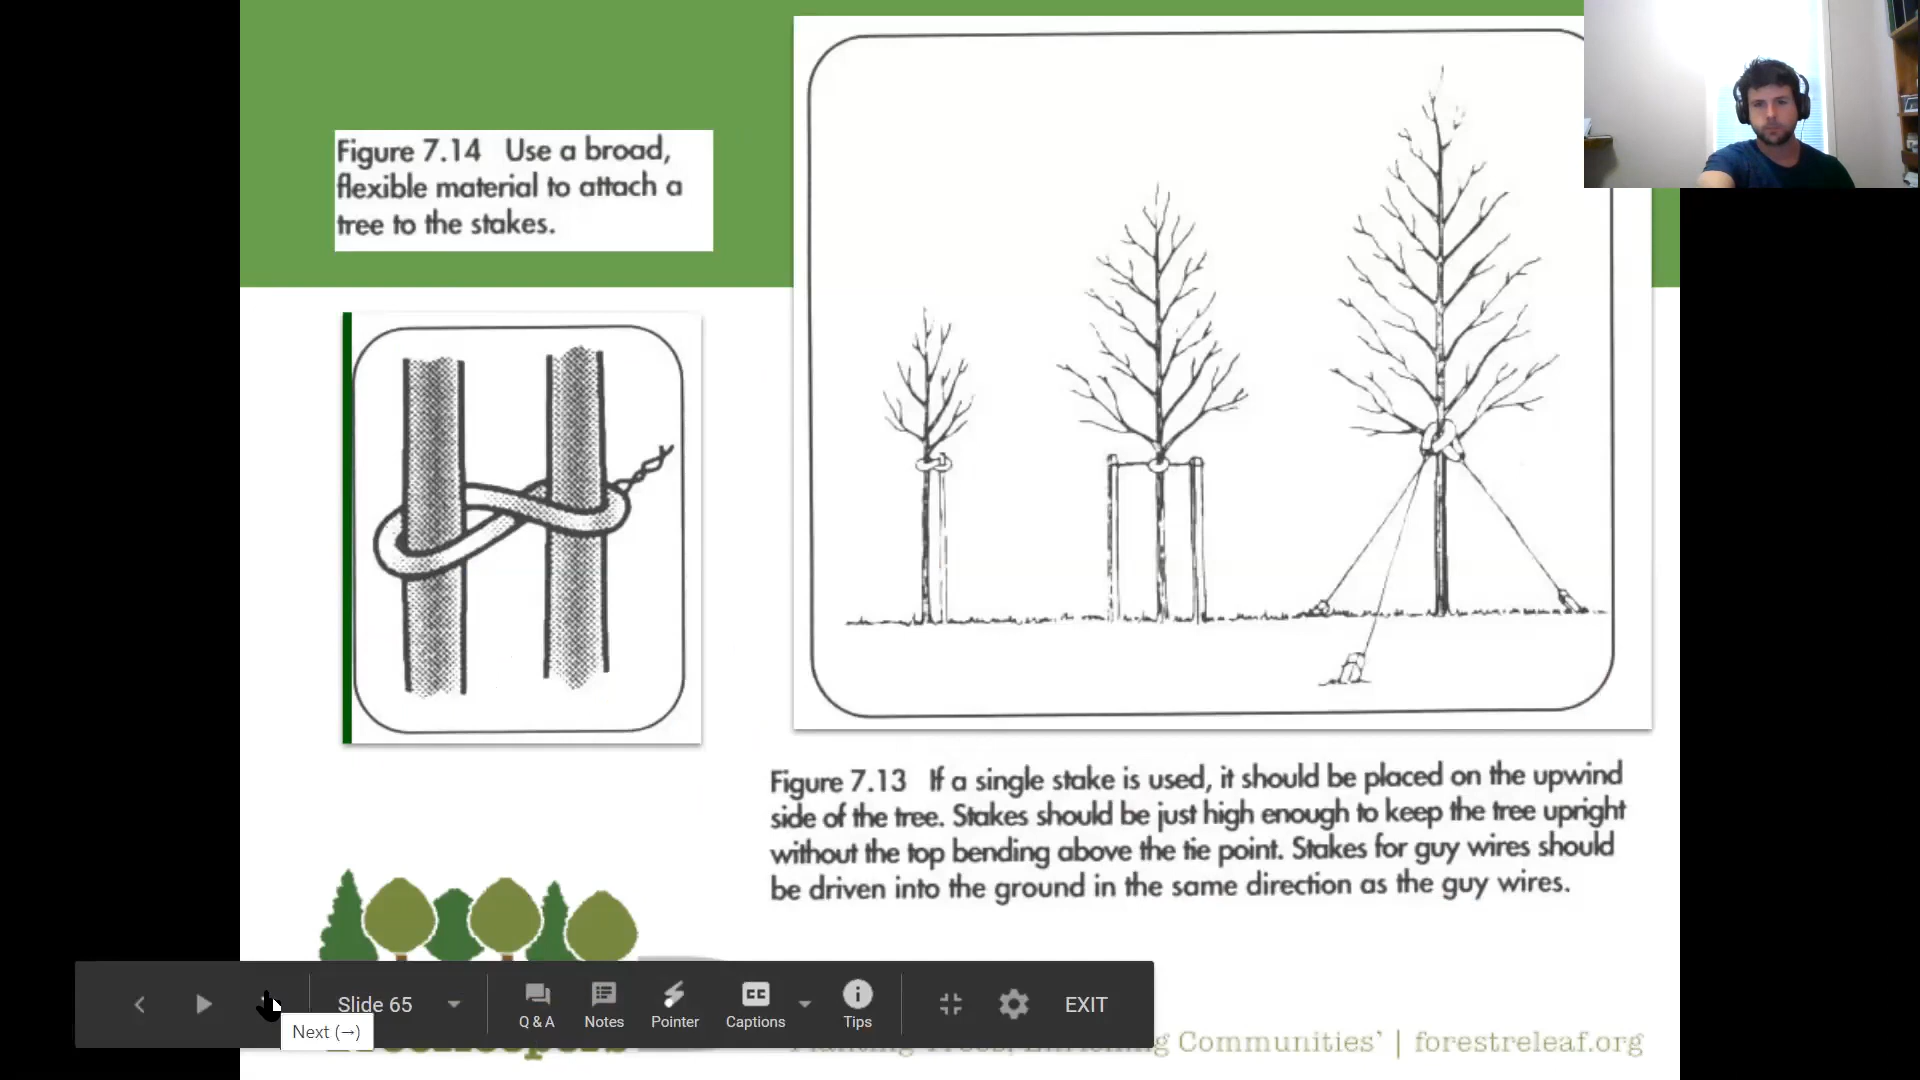 Figure 7.14 Use a broad,
flexible material to attach a
tree to the stakes.
Figure 7.13 If a single stake is used, it should be placed on the upwind
side of the tree. Stakes should be just high enough to keep the tree upright
without the top bending above the tie point. Stakes for guy wires should
be driven into the ground in the same direction as the guy wires.
Slide 65
Q & A
Notes
Pointer
CC
Captions
Tips
EXIT
Next (→)
Communities' | forestreleaf.org